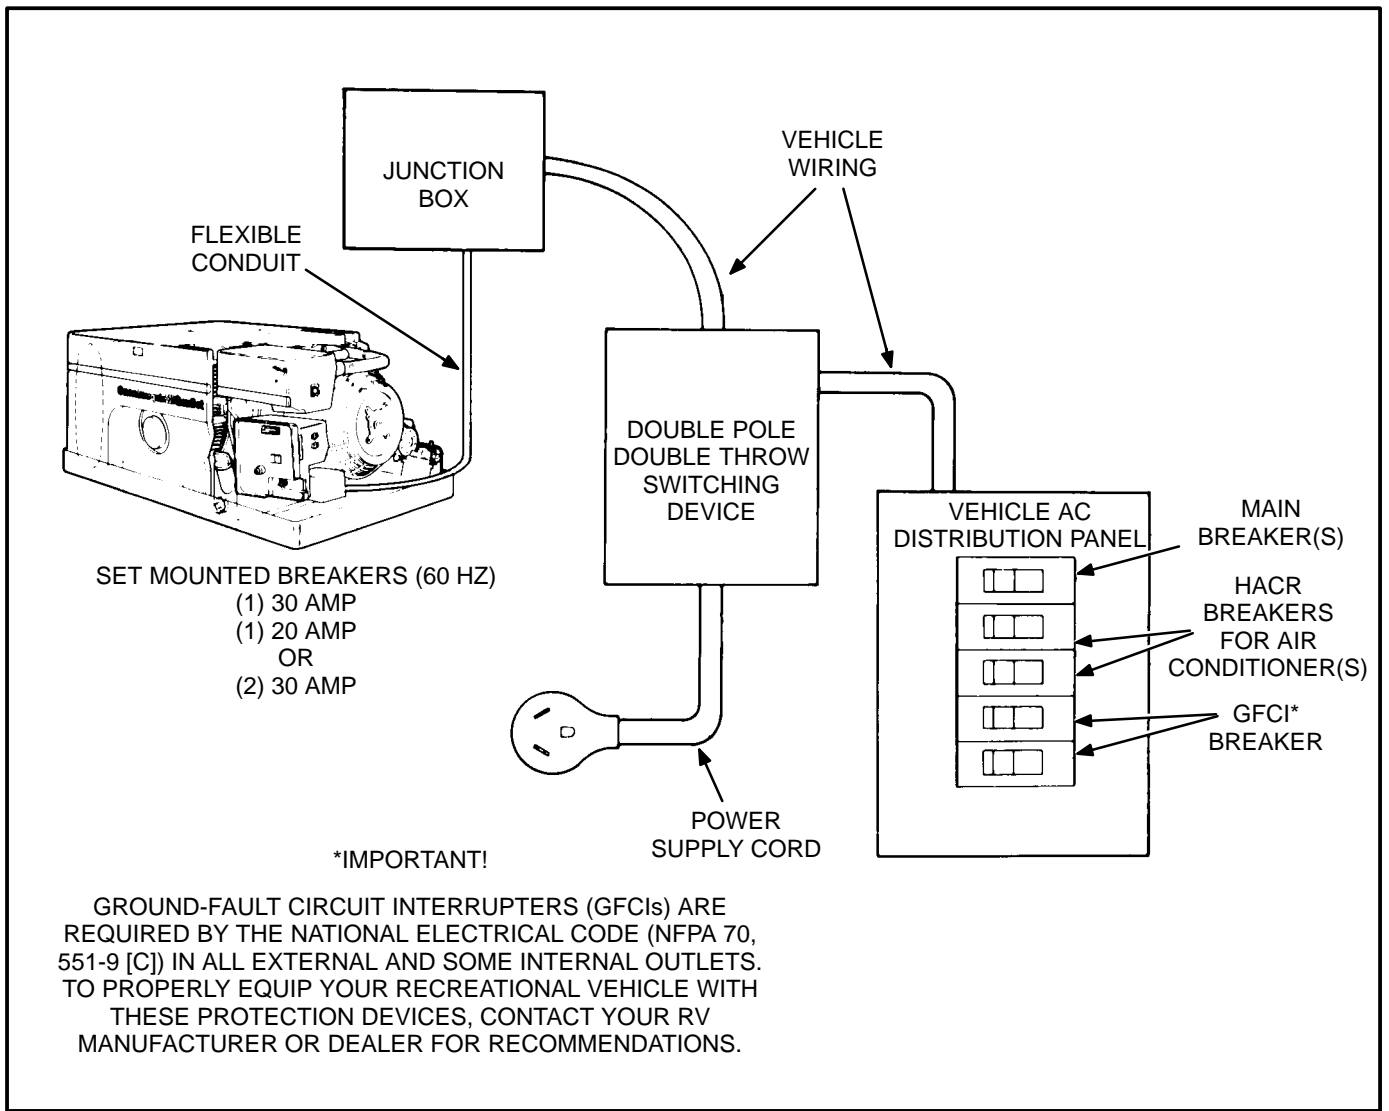 JUNCTION
BOX
VEHICLE
WIRING
FLEXIBLE
CONDUIT
DOUBLE POLE
DOUBLE THROW
SWITCHING
DEVICE
VEHICLE AC
DISTRIBUTION PANEL
MAIN
BREAKER(S)
HACR
BREAKERS
FOR AIR
CONDITIONER(S)
GFCI*
BREAKER
SET MOUNTED BREAKERS (60 HZ)
(1) 30 AMP
(1) 20 AMP
OR
(2) 30 AMP
POWER
SUPPLY CORD
*IMPORTANT!
GROUND-FAULT CIRCUIT INTERRUPTERS (GFCIs) ARE
REQUIRED BY THE NATIONAL ELECTRICAL CODE (NFPA 70,
551-9 [C]) IN ALL EXTERNAL AND SOME INTERNAL OUTLETS.
TO PROPERLY EQUIP YOUR RECREATIONAL VEHICLE WITH
THESE PROTECTION DEVICES, CONTACT YOUR RV
MANUFACTURER OR DEALER FOR RECOMMENDATIONS.